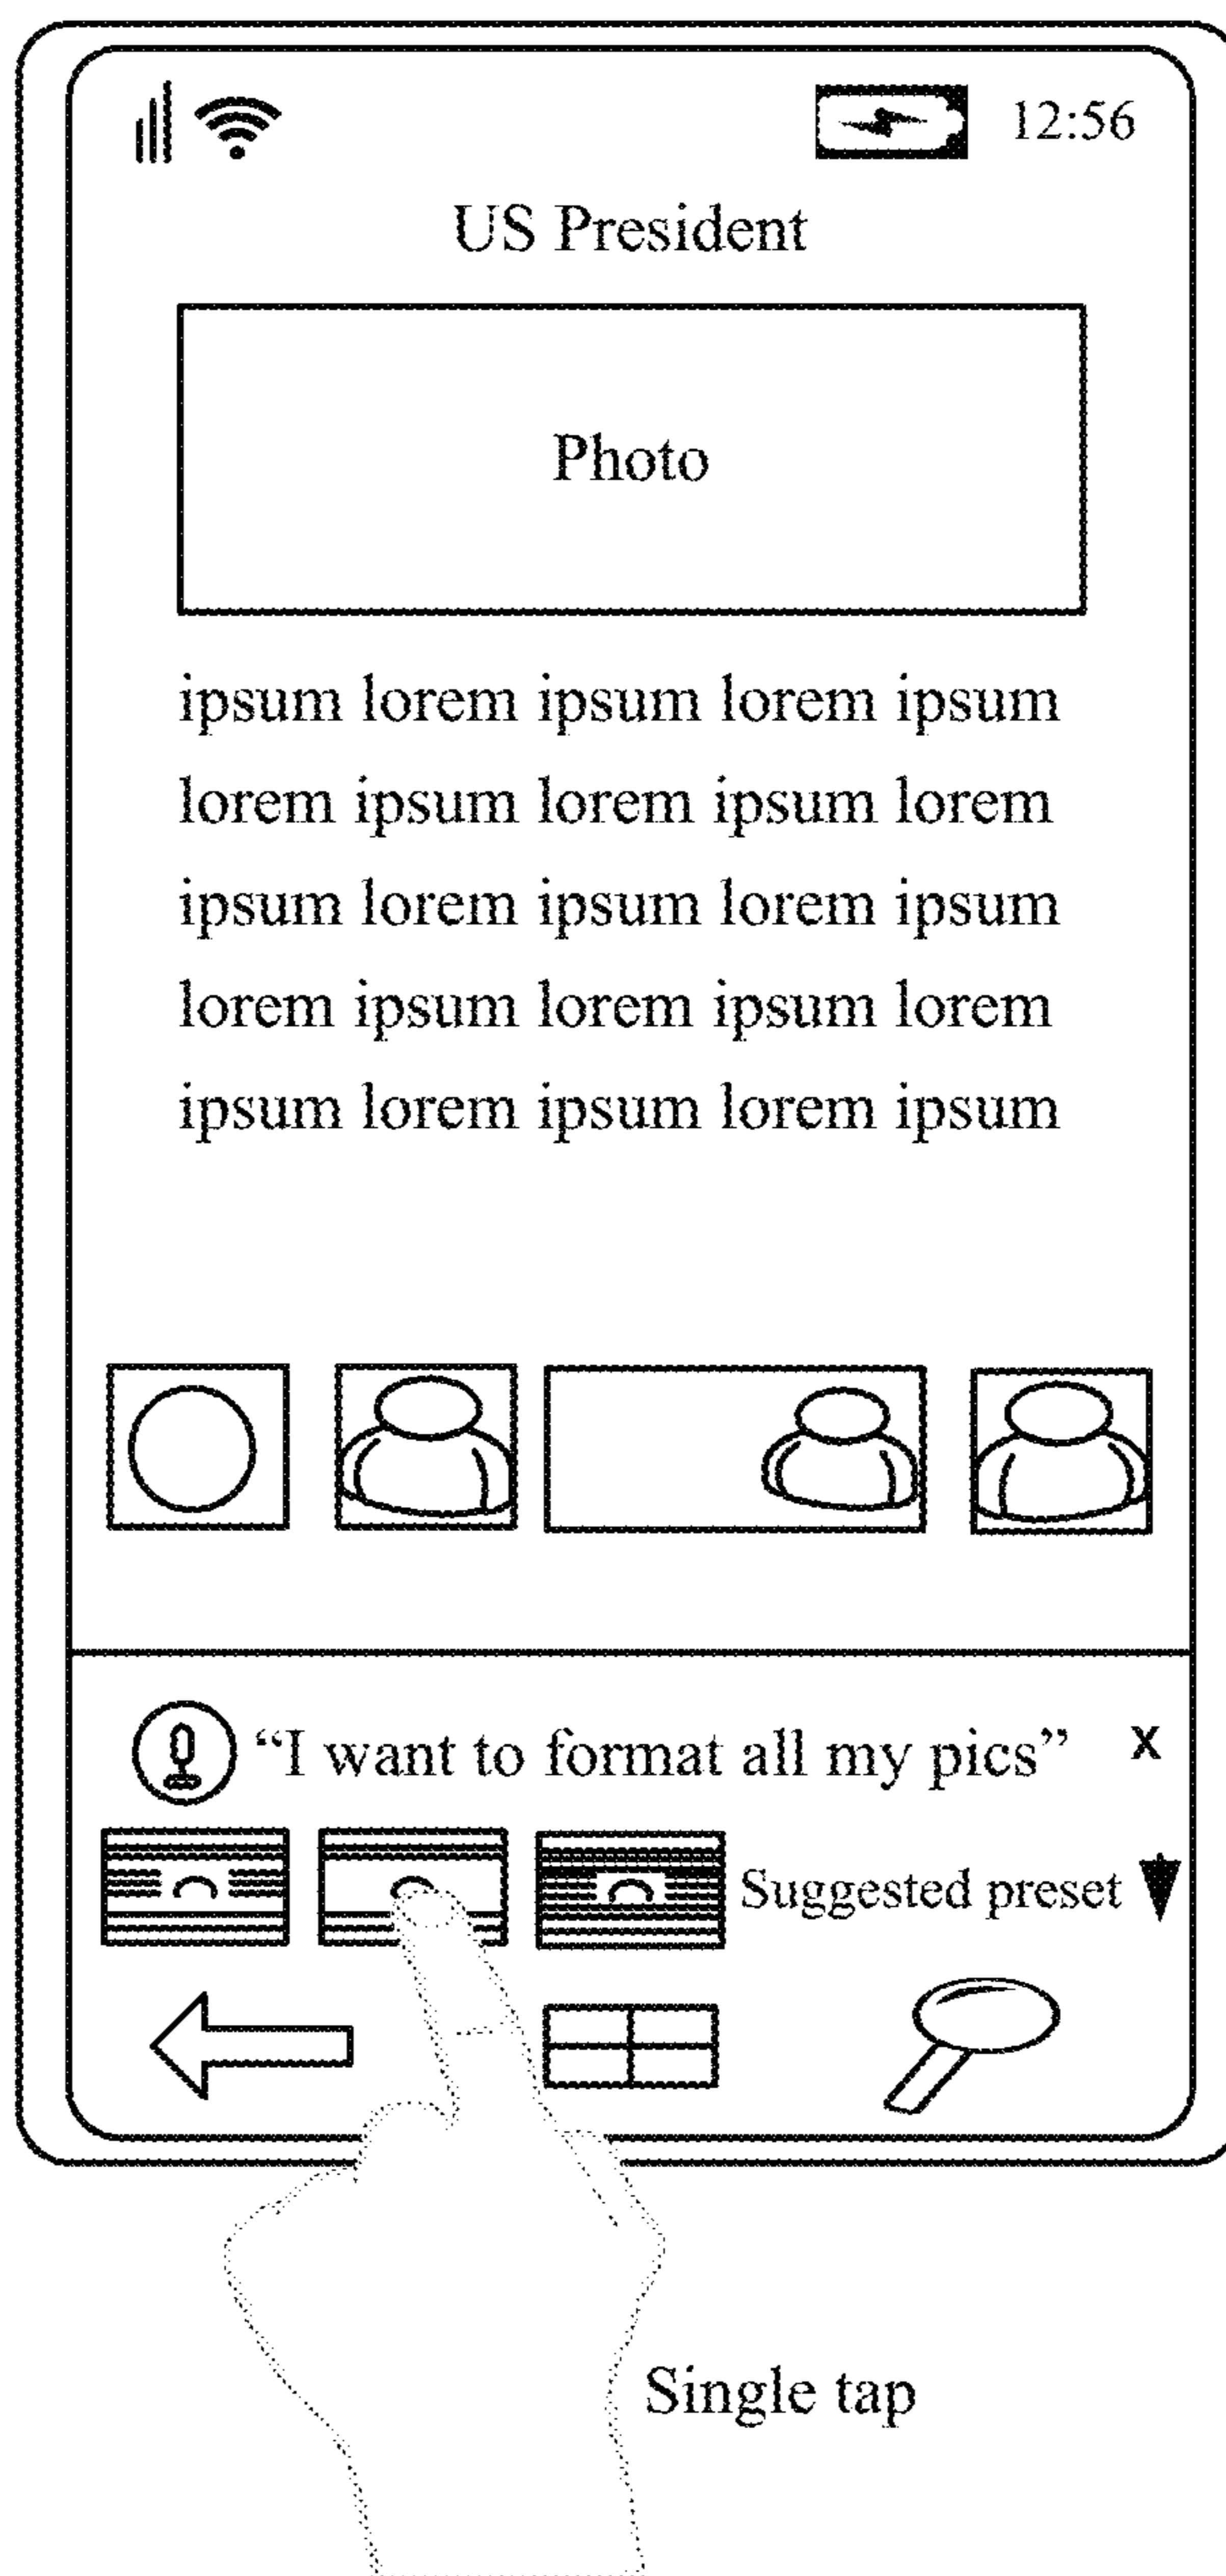 12:56
US President
Photo
ipsum lorem ipsum lorem ipsum
lorem ipsum lorem ipsum lorem
ipsum lorem ipsum lorem ipsum
lorem ipsum lorem ipsum lorem
ipsum lorem ipsum lorem ipsum
“I want to format all my pics” x
Suggested preset
Single tap